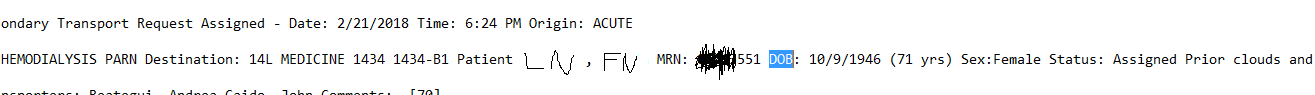 ondary Transport Request Assigned - Date: 2/21/2018 Time: 6:24 PM Origin: ACUTE
HEMODIALYSIS PARN Destination: 14L MEDICINE 1434 1434-B1 Patient LN, FN MRN: 551 DOB: 10/9/1946 (71 yrs) Sex:Female Status: Assigned Prior clouds and